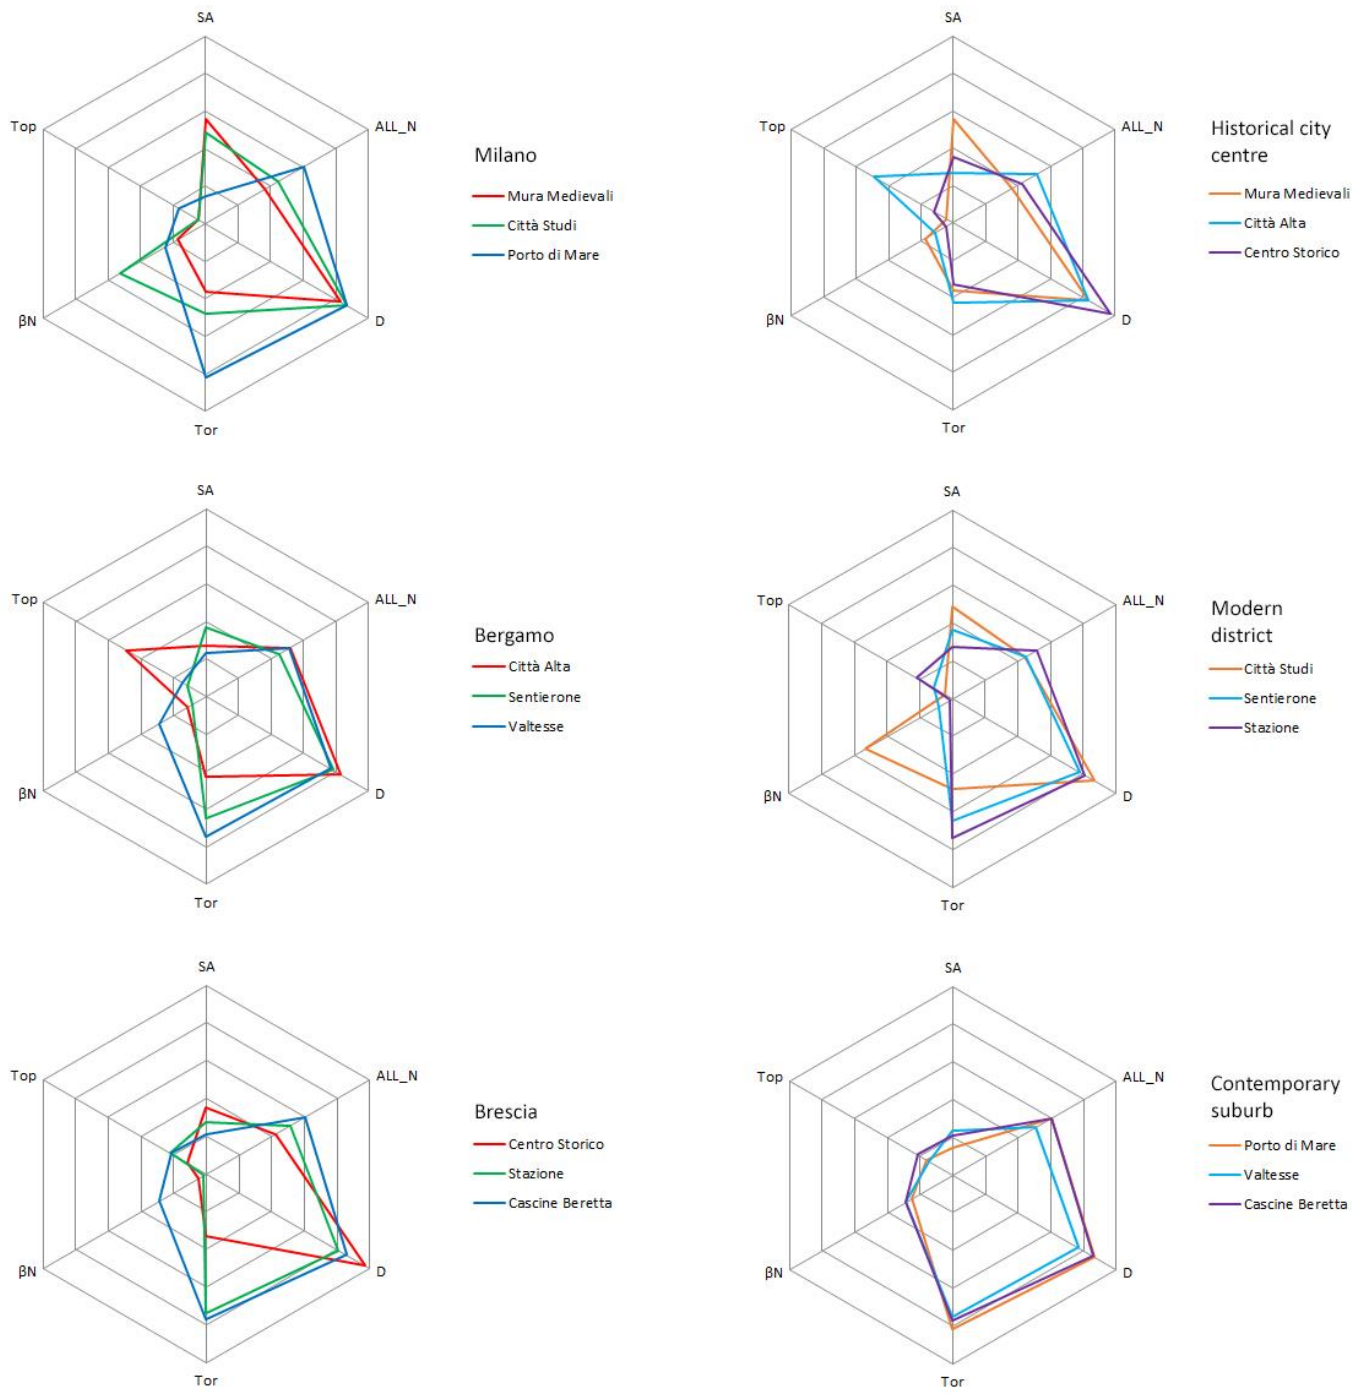 SA
Top
ALL_N
βN
D
Tor
Milano
Mura Medievali
Città Studi
Porto di Mare
SA
Top
ALL_N
βN
D
Tor
Historical city
centre
Mura Medievali
Città Alta
Centro Storico
SA
Top
ALL_N
βN
D
Tor
Bergamo
Città Alta
Sentierone
Valtesse
SA
Top
ALL_N
βN
D
Tor
Modern
district
Città Studi
Sentierone
Stazione
SA
Top
ALL_N
βN
D
Tor
Brescia
Centro Storico
Stazione
Cascine Beretta
SA
Top
ALL_N
βN
D
Tor
Contemporary
suburb
Porto di Mare
Valtesse
Cascine Beretta